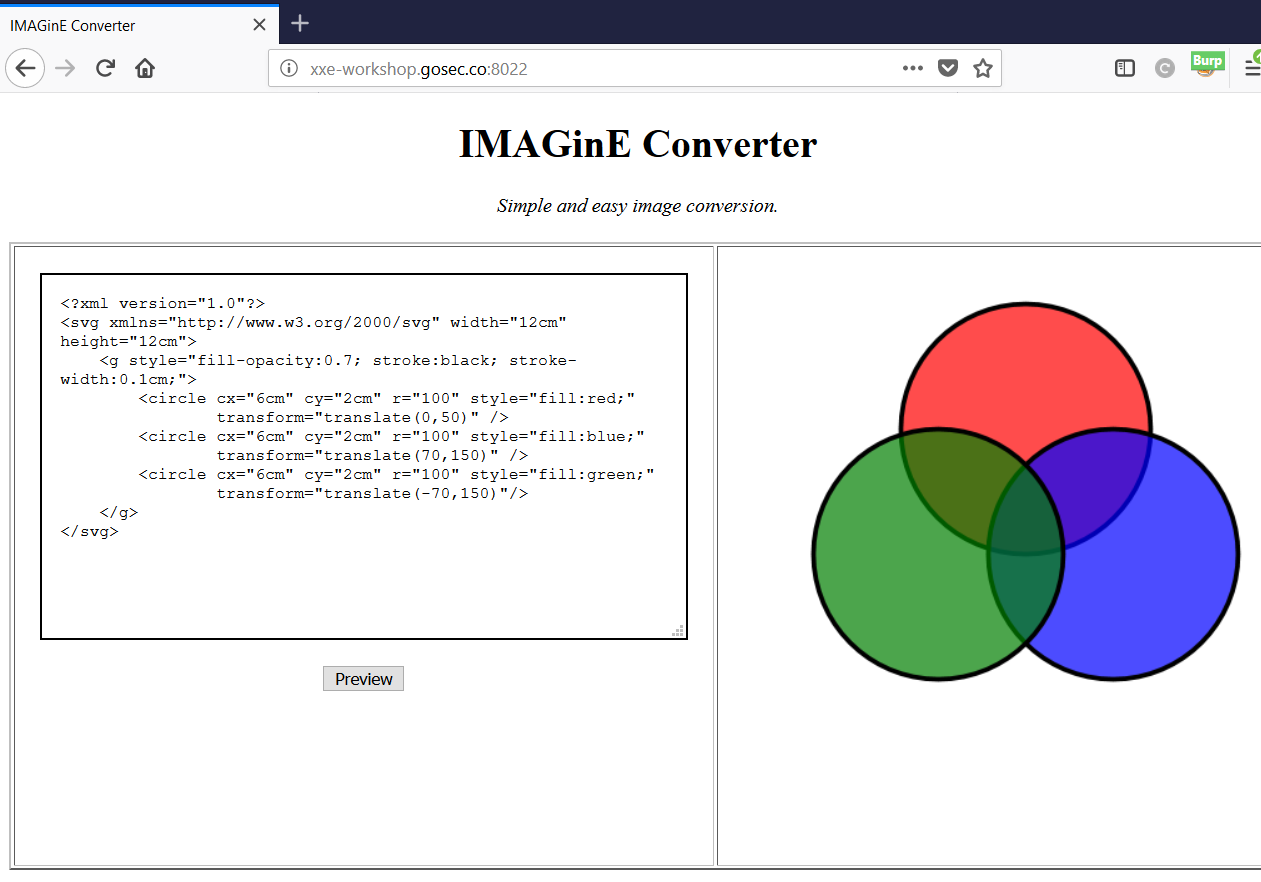 IMAGinE Converter
xxe-workshop.gosec.co:8022
Burp
IMAGinE Converter
Simple and easy image conversion.
<?xml version="1.0"?>
<svg xmlns="http://www.w3.org/2000/svg" width="12cm"
height="12cm">
    <g style="fill-opacity:0.7; stroke:black; stroke-
width:0.1cm;">
        <circle cx="6cm" cy="2cm" r="100" style="fill:red;"
                transform="translate(0,50)" />
        <circle cx="6cm" cy="2cm" r="100" style="fill:blue;"
                transform="translate(70,150)" />
        <circle cx="6cm" cy="2cm" r="100" style="fill:green;"
                transform="translate(-70,150)"/>
    </g>
</svg>
Preview